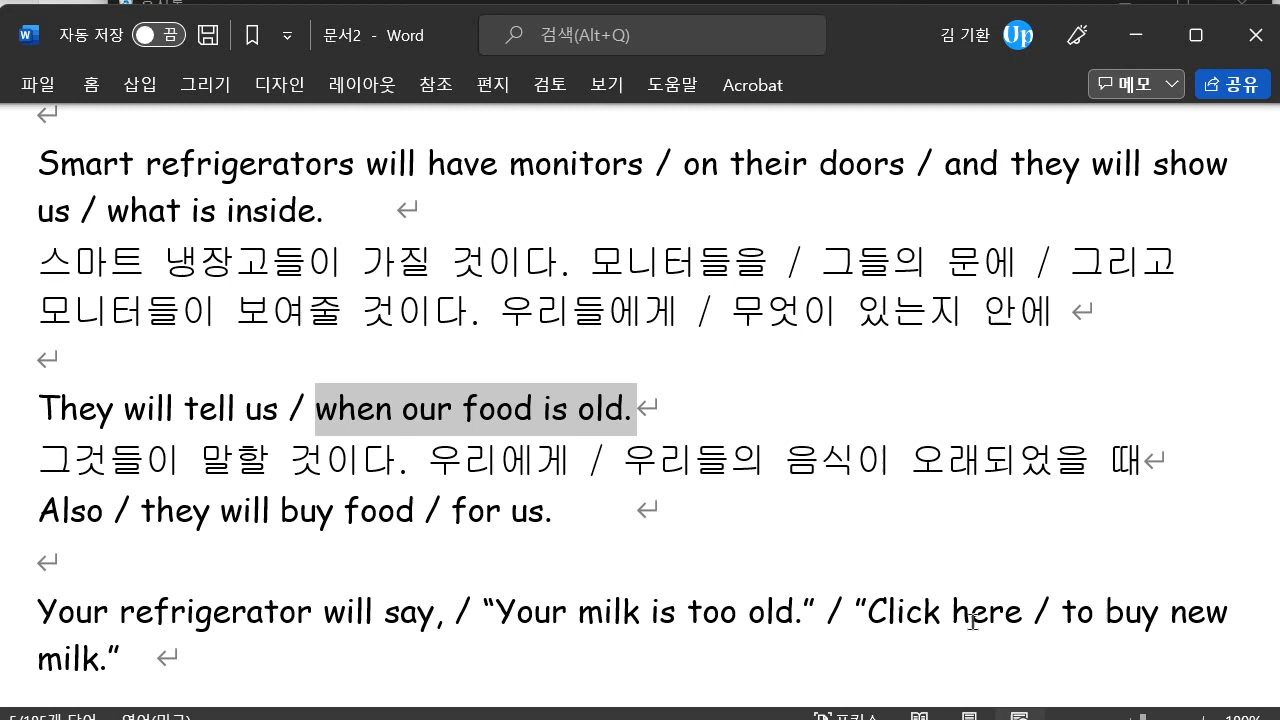 자동 저장 끔 문서2 - Word 검색(Alt+Q) 김 기환 Up
파일 홈 삽입 그리기 디자인 레이아웃 참조 편지 검토 보기 도움말 Acrobat 메모 공유
Smart refrigerators will have monitors / on their doors / and they will show
us / what is inside.
스마트 냉장고들이 가질 것이다. 모니터들을 / 그들의 문에 / 그리고
모니터들이 보여줄 것이다. 우리들에게 / 무엇이 있는지 안에
They will tell us / when our food is old.
그것들이 말할 것이다. 우리에게 / 우리들의 음식이 오래되었을 때
Also / they will buy food / for us.
Your refrigerator will say, / “Your milk is too old.” / ”Click here / to buy new
milk.”